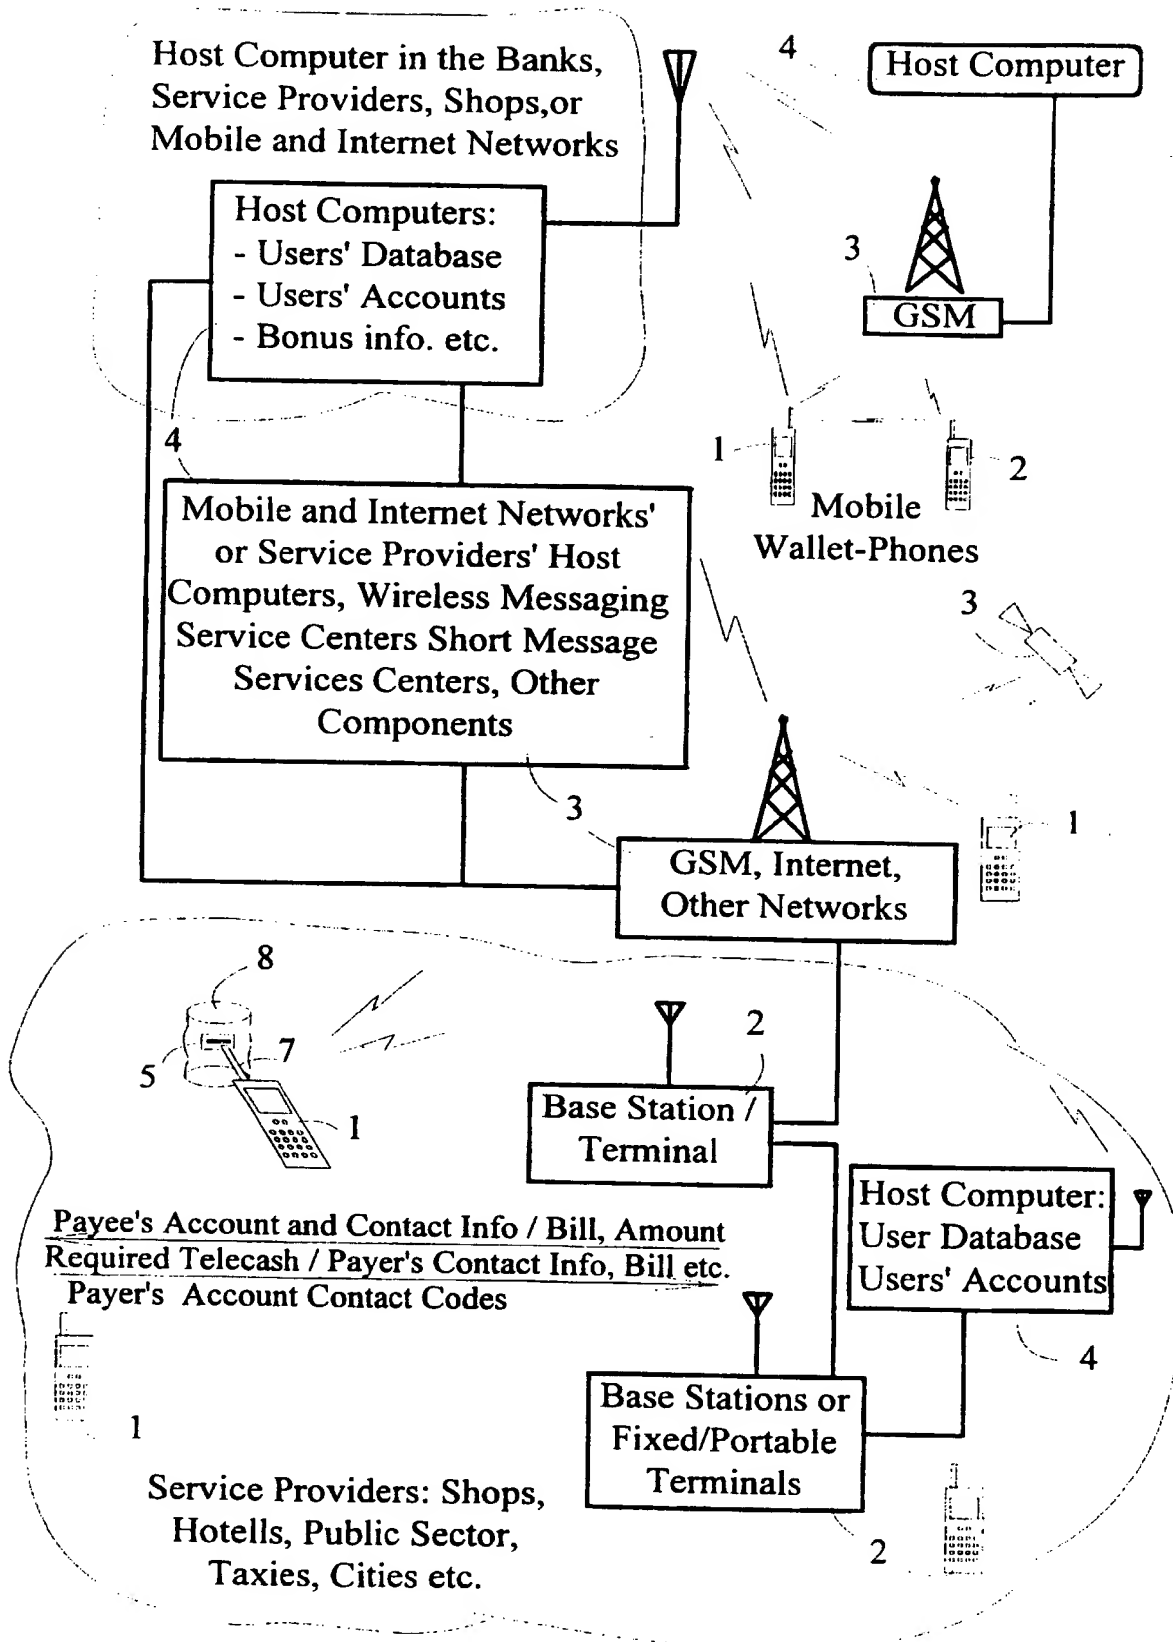 Host Computer in the Banks,
Service Providers, Shops,or
Mobile and Internet Networks
4
Host Computer
Host Computers:
- Users' Database
- Users' Accounts
- Bonus info. etc.
3
GSM
4
1
2
Mobile
Wallet-Phones
Mobile and Internet Networks'
or Service Providers' Host
Computers, Wireless Messaging
Service Centers Short Message
Services Centers, Other
Components
3
3
1
GSM, Internet,
Other Networks
8
5
7
1
2
Base Station /
Terminal
Host Computer:
User Database
Users' Accounts
4
Payee's Account and Contact Info / Bill, Amount
Required Telecash / Payer's Contact Info, Bill etc.
Payer's Account Contact Codes
1
Base Stations or
Fixed/Portable
Terminals
2
Service Providers: Shops,
Hotells, Public Sector,
Taxies, Cities etc.